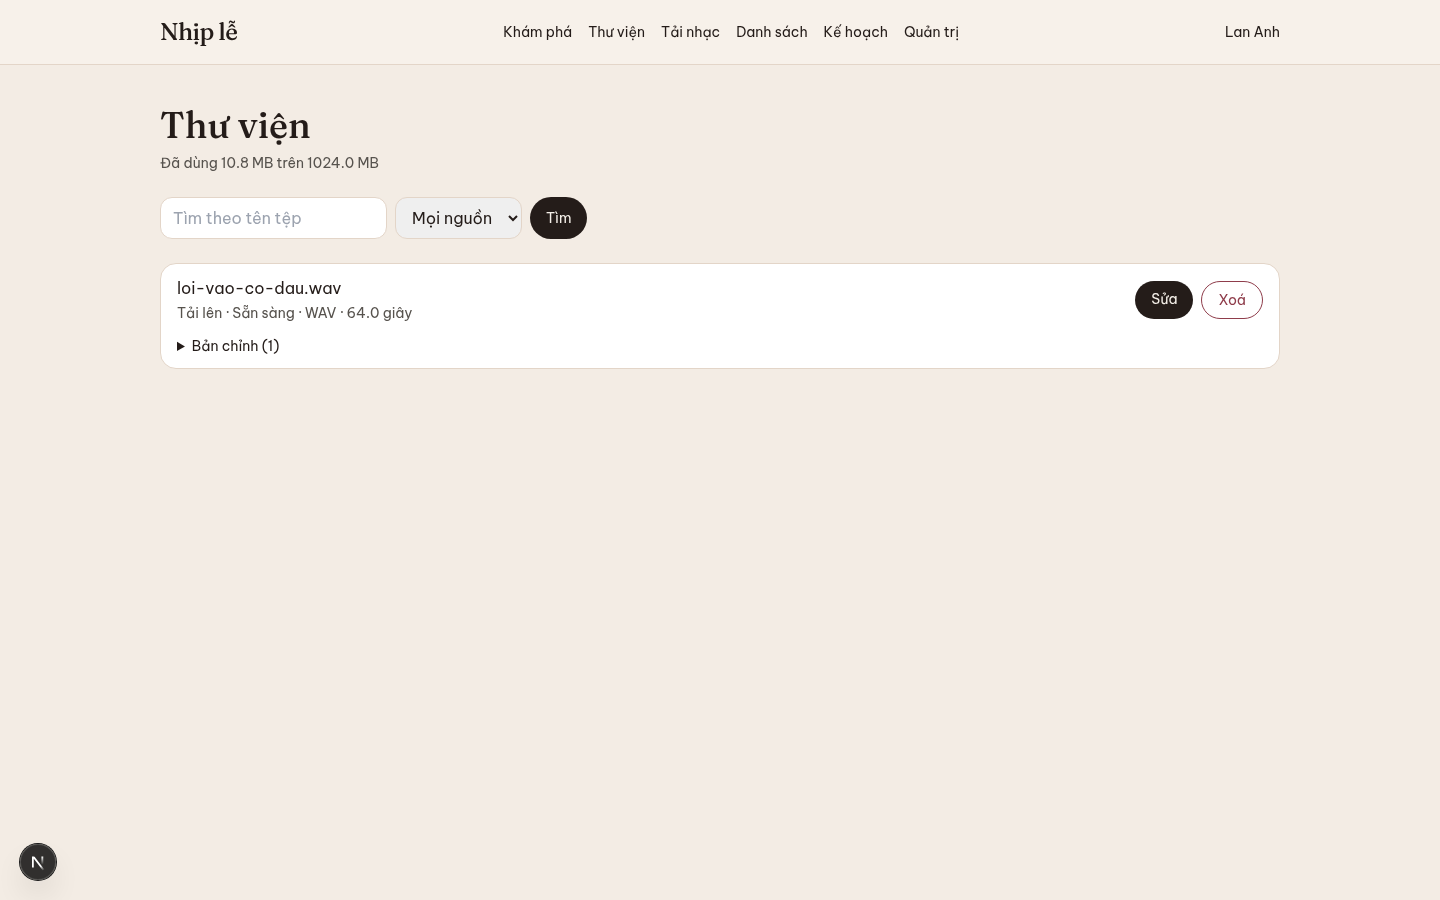 Nhịp lễ
Khám phá Thư viện Tải nhạc Danh sách Kế hoạch Quản trị
Lan Anh
Thư viện
Đã dùng 10.8 MB trên 1024.0 MB
Tìm theo tên tệp
Mọi nguồn
Tìm
loi-vao-co-dau.wav
Tải lên · Sẵn sàng · WAV · 64.0 giây
Sửa
Xoá
Bản chỉnh (1)
N